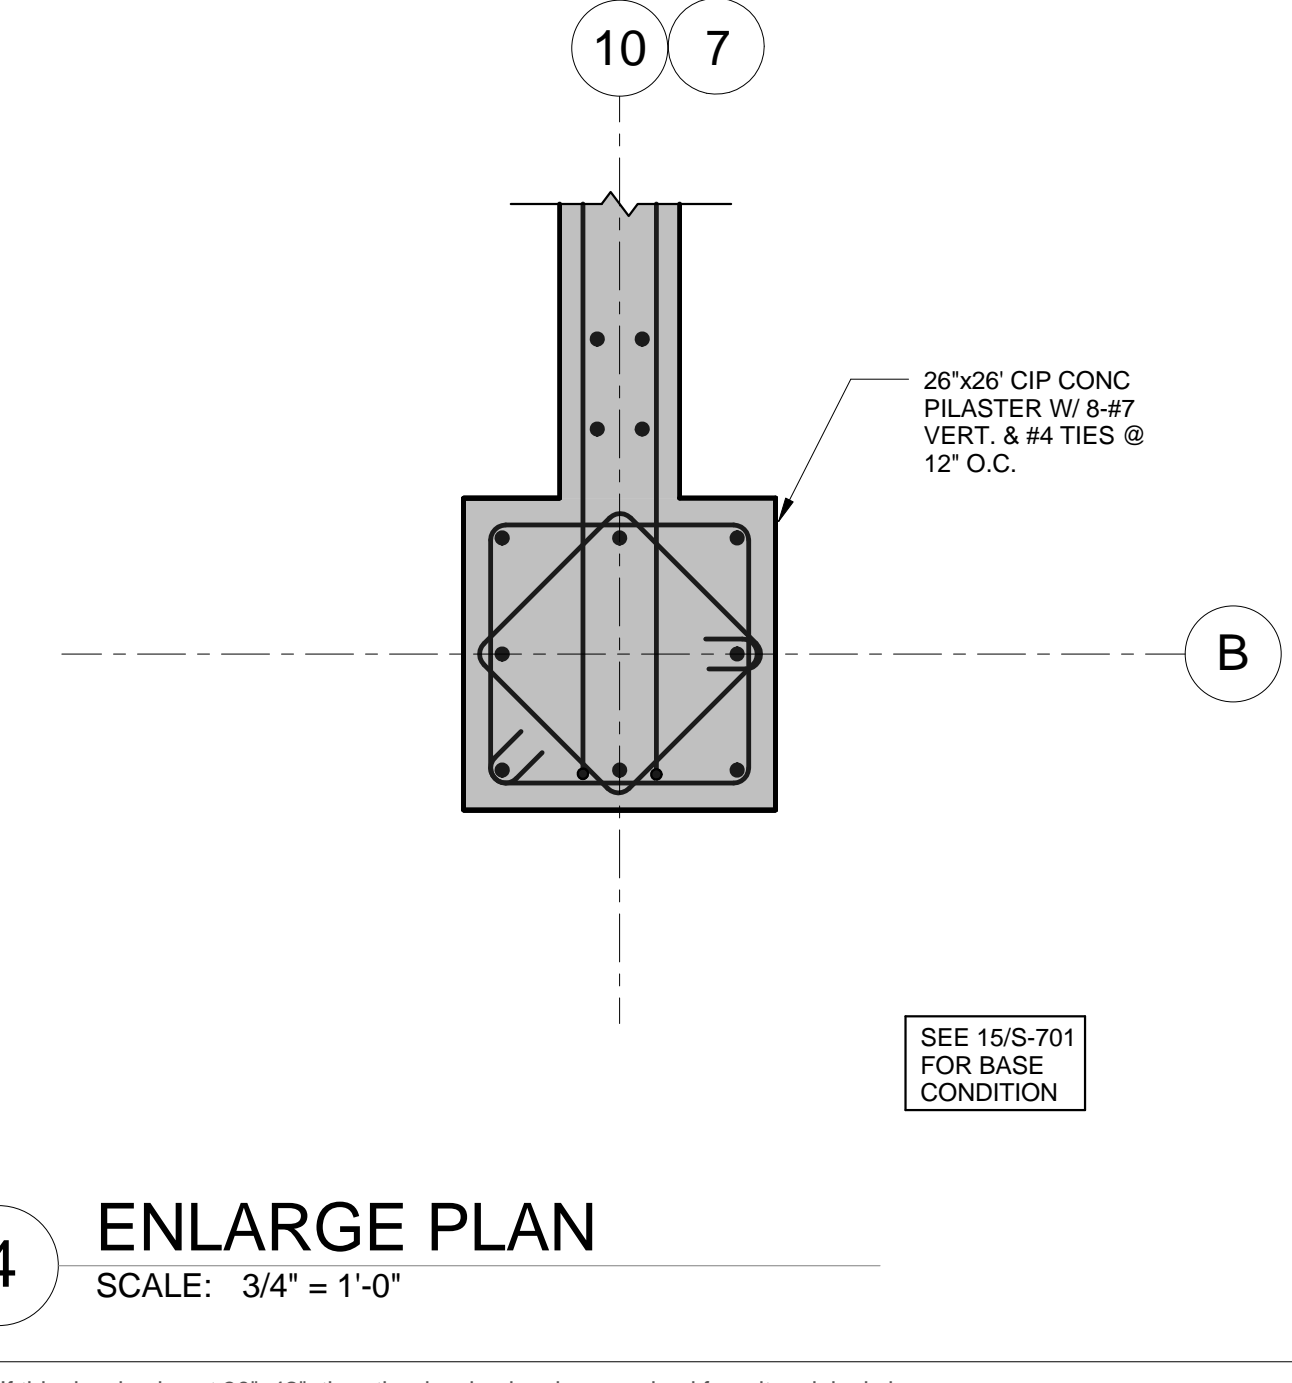 10 7
26"x26' CIP CONC
PILASTER W/ 8-#7
VERT. & #4 TIES @
12" O.C.
B
SEE 15/S-701
FOR BASE
CONDITION
4
ENLARGE PLAN
SCALE: 3/4" = 1'-0"